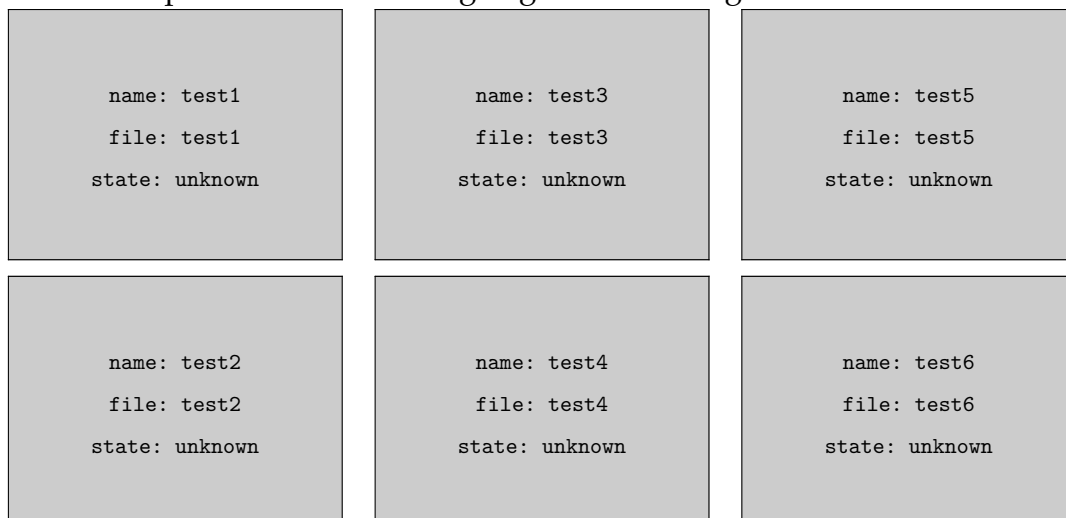 name: test1
file: test1
state: unknown
name: test3
file: test3
state: unknown
name: test5
file: test5
state: unknown
name: test2
file: test2
state: unknown
name: test4
file: test4
state: unknown
name: test6
file: test6
state: unknown